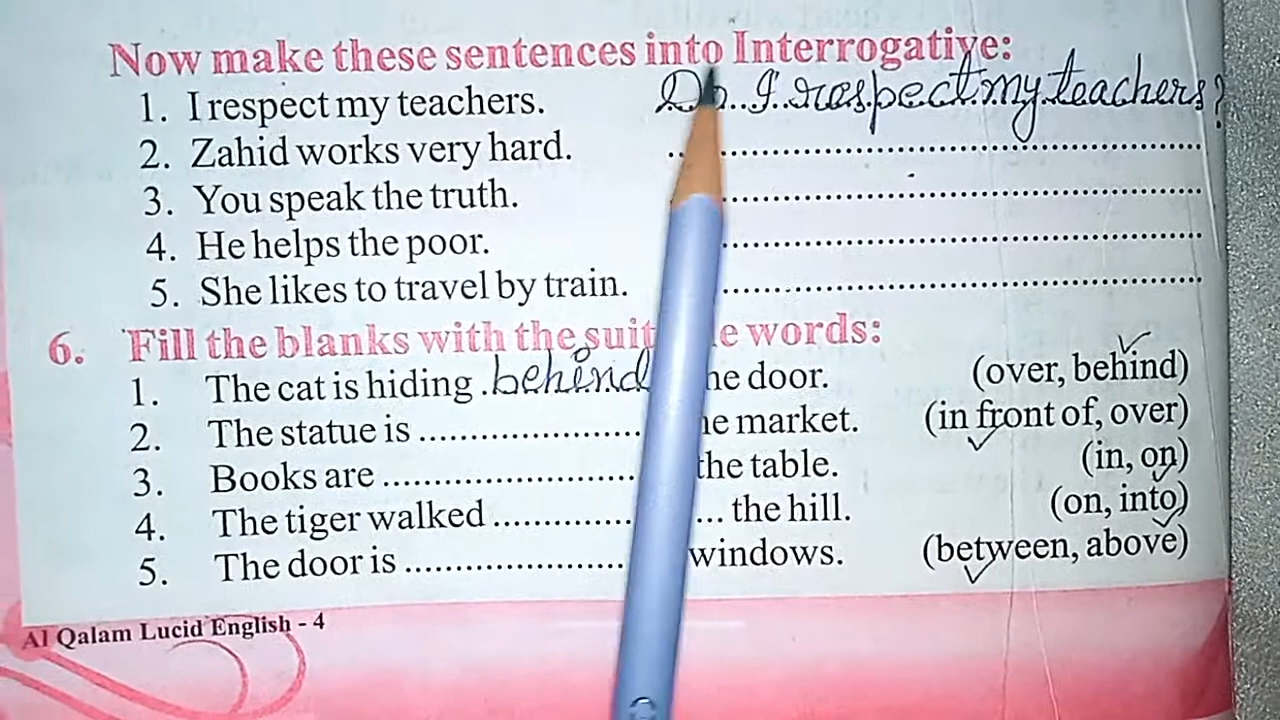 Now make these sentences into Interrogative:
1. I respect my teachers. Do I respect my teachers?
2. Zahid works very hard. ........................................
3. You speak the truth. ........................................
4. He helps the poor. ........................................
5. She likes to travel by train. ........................................
6. Fill the blanks with the words:
1. The cat is hiding .behind door. (over, behind)
2. The statue is ........................ market. (in front of, over)
3. Books are ........................ the table. (in, on)
4. The tiger walked ................... the hill. (on, into)
5. The door is ........................ windows. (between, above)
Al Qalam Lucid English - 4